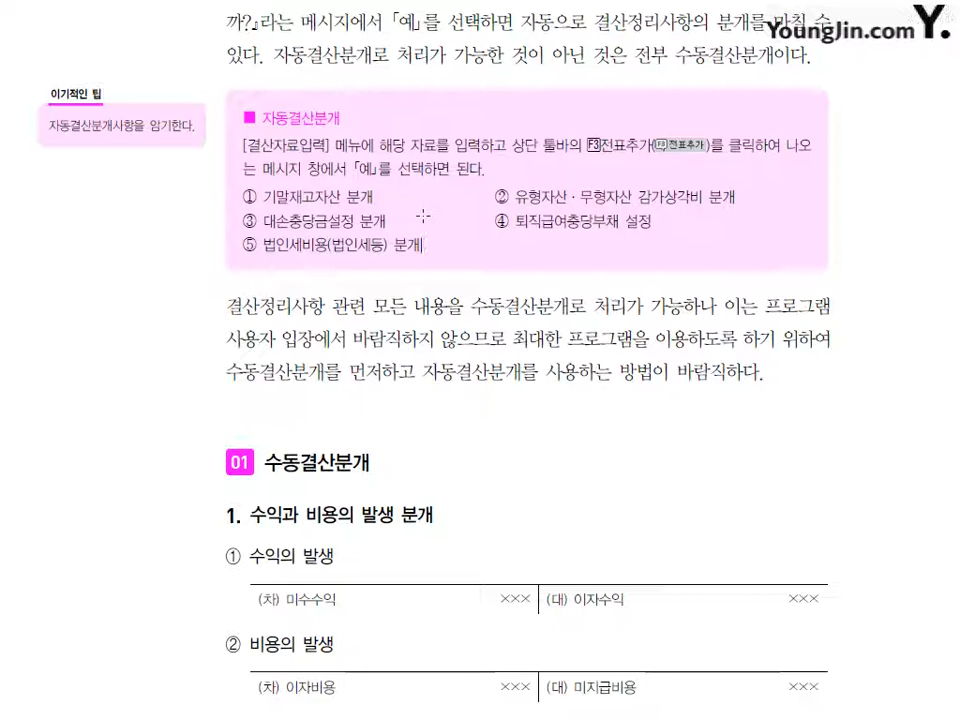 까?』라는 메시지에서 「예」를 선택하면 자동으로 결산정리사항의 분개를 마칠 수
YoungJin.com Y.
있다. 자동결산분개로 처리가 가능한 것이 아닌 것은 전부 수동결산분개이다.
이기적인 팁
자동결산분개사항을 암기한다.
■ 자동결산분개
[결산자료입력] 메뉴에 해당 자료를 입력하고 상단 툴바의 F3전표추가(F3전표추가)를 클릭하여 나오
는 메시지 창에서 「예」를 선택하면 된다.
① 기말재고자산 분개 ② 유형자산·무형자산 감가상각비 분개
③ 대손충당금설정 분개 ④ 퇴직급여충당부채 설정
⑤ 법인세비용(법인세등) 분개
결산정리사항 관련 모든 내용을 수동결산분개로 처리가 가능하나 이는 프로그램
사용자 입장에서 바람직하지 않으므로 최대한 프로그램을 이용하도록 하기 위하여
수동결산분개를 먼저하고 자동결산분개를 사용하는 방법이 바람직하다.
01 수동결산분개
1. 수익과 비용의 발생 분개
① 수익의 발생
(차) 미수수익 ××× (대) 이자수익 ×××
② 비용의 발생
(차) 이자비용 ××× (대) 미지급비용 ×××